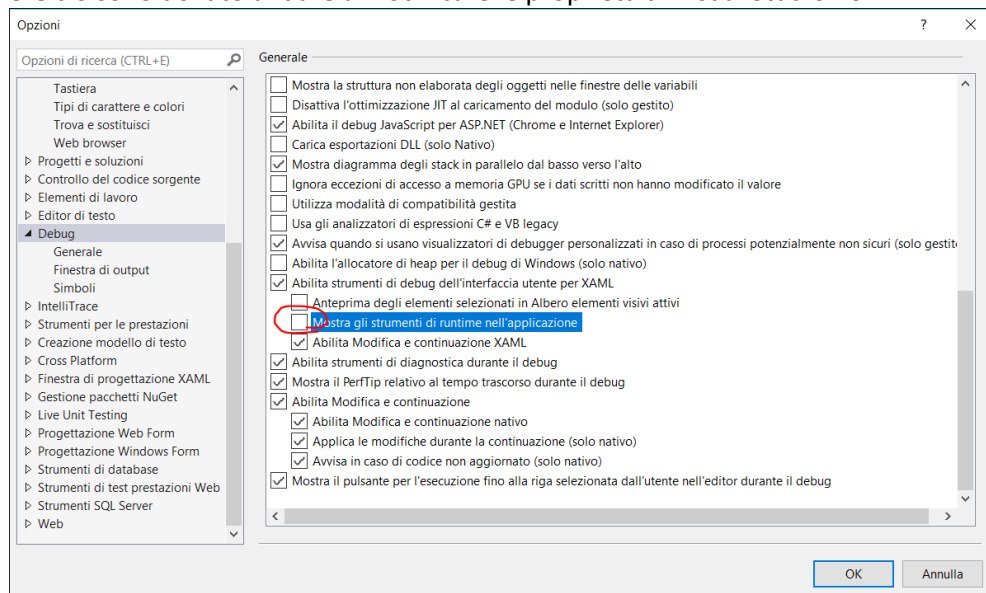 Opzioni
?
Opzioni di ricerca (CTRL+E)
Tastiera
Tipi di carattere e colori
Trova e sostituisci
Web browser
Progetti e soluzioni
Controllo del codice sorgente
Elementi di lavoro
Editor di testo
Debug
Generale
Finestra di output
Simboli
IntelliTrace
Strumenti per le prestazioni
Creazione modello di testo
Cross Platform
Finestra di progettazione XAML
Gestione pacchetti NuGet
Live Unit Testing
Progettazione Web Form
Progettazione Windows Form
Strumenti di database
Strumenti di test prestazioni Web
Strumenti SQL Server
Web
Generale
Mostra la struttura non elaborata degli oggetti nelle finestre delle variabili
Disattiva l'ottimizzazione JIT al caricamento del modulo (solo gestito)
Abilita il debug JavaScript per ASP.NET (Chrome e Internet Explorer)
Carica esportazioni DLL (solo Nativo)
Mostra diagramma degli stack in parallelo dal basso verso l'alto
Ignora eccezioni di accesso a memoria GPU se i dati scritti non hanno modificato il valore
Utilizza modalità di compatibilità gestita
Usa gli analizzatori di espressioni C# e VB legacy
Avvisa quando si usano visualizzatori di debugger personalizzati in caso di processi potenzialmente non sicuri (solo gestit
Abilita l'allocatore di heap per il debug di Windows (solo nativo)
Abilita strumenti di debug dell'interfaccia utente per XAML
Anteprima degli elementi selezionati in Albero elementi visivi attivi
Mostra gli strumenti di runtime nell'applicazione
Abilita Modifica e continuazione XAML
Abilita strumenti di diagnostica durante il debug
Mostra il PerfTip relativo al tempo trascorso durante il debug
Abilita Modifica e continuazione
Abilita Modifica e continuazione nativo
Applica le modifiche durante la continuazione (solo nativo)
Avvisa in caso di codice non aggiornato (solo nativo)
Mostra il pulsante per l'esecuzione fino alla riga selezionata dall'utente nell'editor durante il debug
OK
Annulla